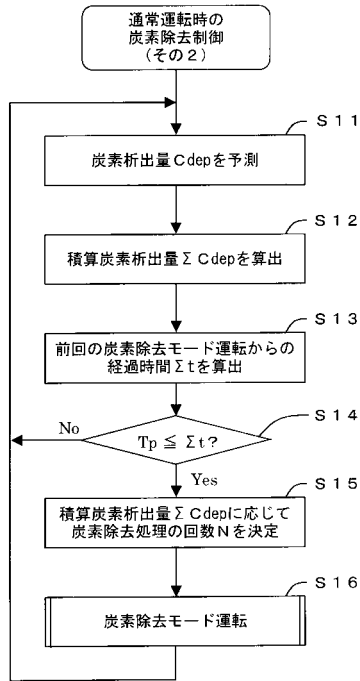 通常運転時の
炭素除去制御
(その2)
S11
炭素析出量Cdepを予測
S12
積算炭素析出量ΣCdepを算出
S13
前回の炭素除去モード運転からの
経過時間Σtを算出
S14
Tp≦Σt?
No
Yes
S15
積算炭素析出量ΣCdepに応じて
炭素除去処理の回数Nを決定
S16
炭素除去モード運転